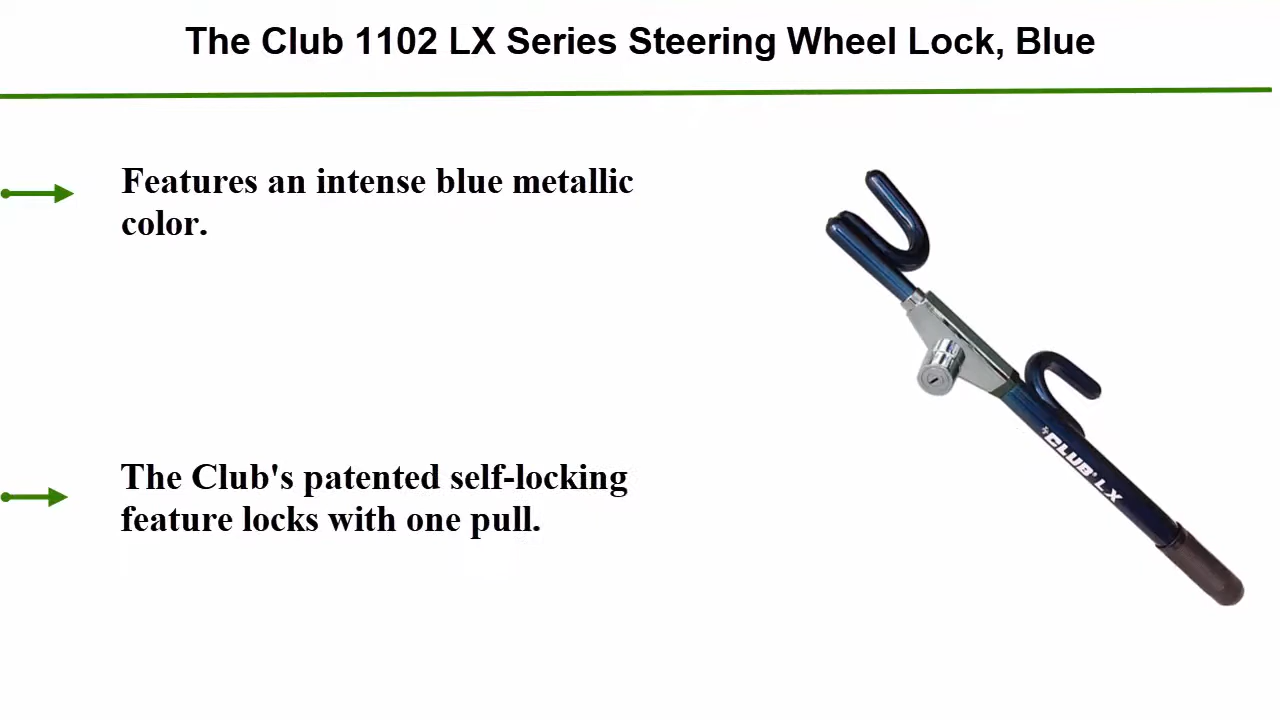 The Club 1102 LX Series Steering Wheel Lock, Blue
Features an intense blue metallic
color.
The Club's patented self-locking
feature locks with one pull.
CLUB LX